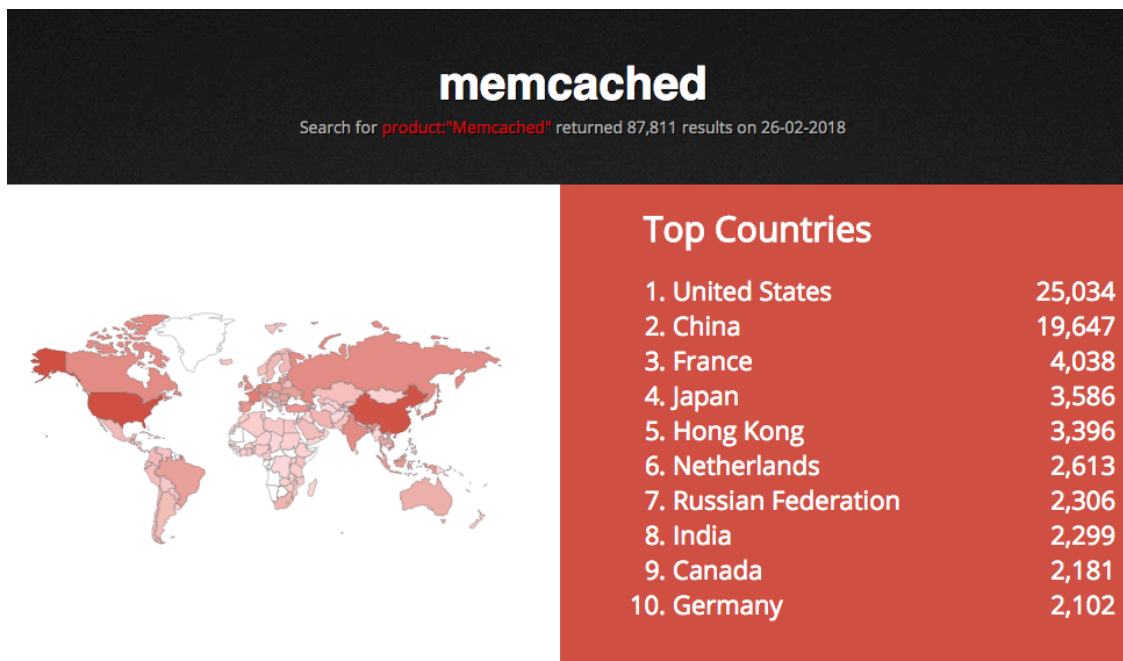 memcached
Search for product:"Memcached" returned 87,811 results on 26-02-2018
Top Countries
1. United States 25,034
2. China 19,647
3. France 4,038
4. Japan 3,586
5. Hong Kong 3,396
6. Netherlands 2,613
7. Russian Federation 2,306
8. India 2,299
9. Canada 2,181
10. Germany 2,102